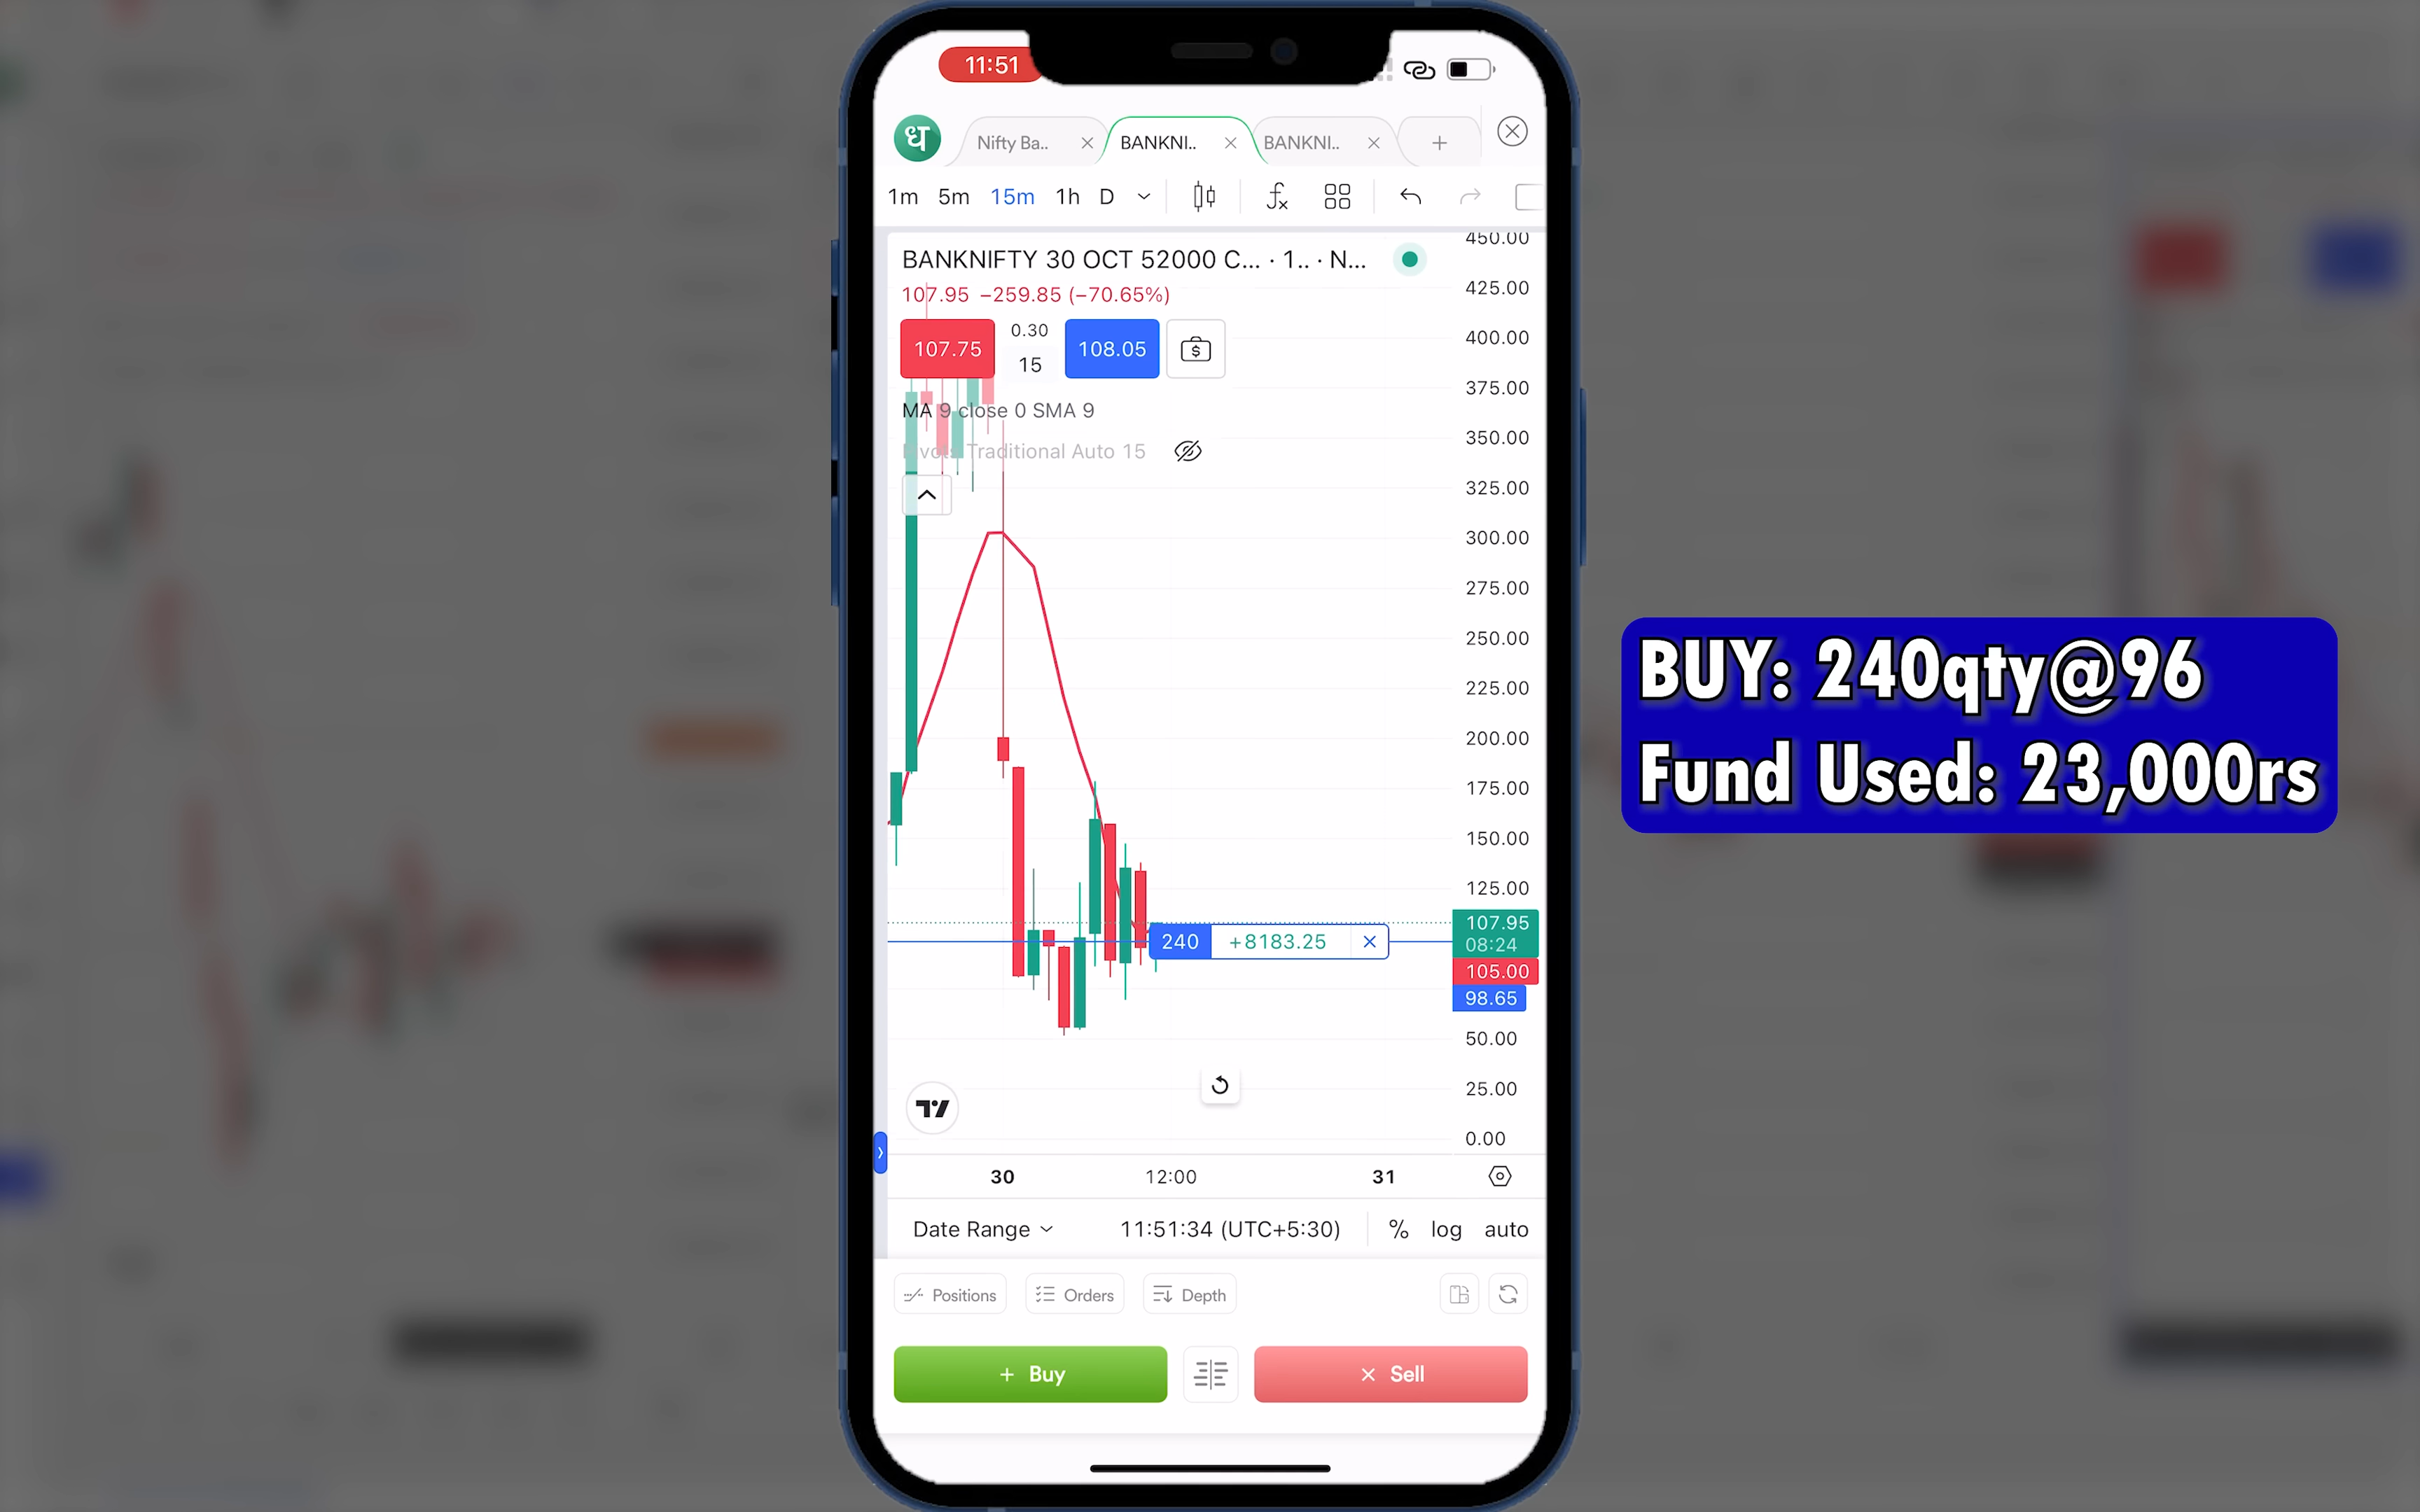 11:51
ध
Nifty Ba..
BANKNI..
BANKNI..
1m 5m 15m 1h D
BANKNIFTY 30 OCT 52000 C... · 1.. · N...
107.95 −259.85 (−70.65%)
107.75
0.30
15
108.05
MA 9 close 0 SMA 9
Pivots Traditional Auto 15
450.00
425.00
400.00
375.00
350.00
325.00
300.00
275.00
250.00
225.00
200.00
175.00
150.00
125.00
107.95
08:24
105.00
98.65
50.00
25.00
0.00
240 +8183.25
30 12:00 31
Date Range 11:51:34 (UTC+5:30) % log auto
Positions Orders Depth
+ Buy
× Sell
BUY: 240qty@96
Fund Used: 23,000rs